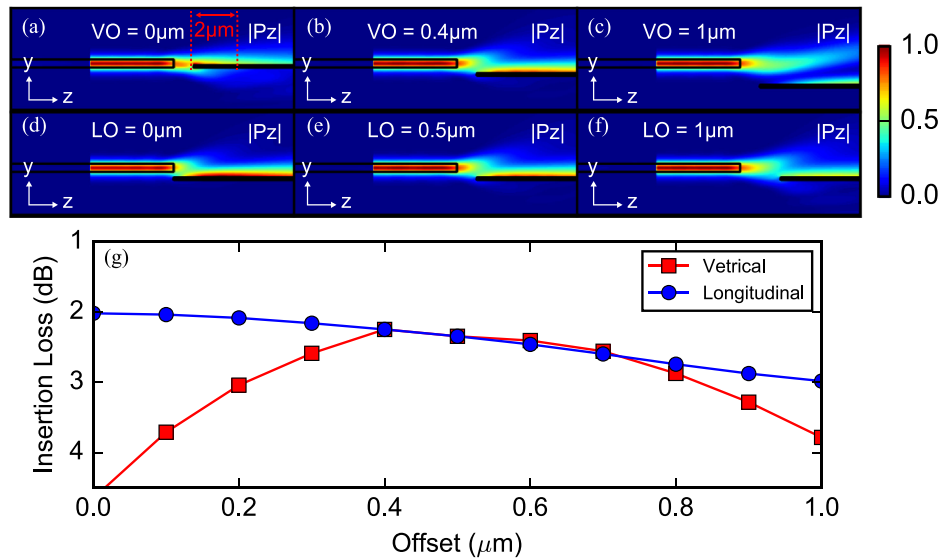 (a) VO = 0μm 2μm |Pz|
(b) VO = 0.4μm |Pz|
(c) VO = 1μm |Pz|
y z
y z
y z
(d) LO = 0μm |Pz|
(e) LO = 0.5μm |Pz|
(f) LO = 1μm |Pz|
y z
y z
y z
1.0
0.5
0.0
(g)
Vetrical
Longitudinal
Insertion Loss (dB)
1
2
3
4
0.0 0.2 0.4 0.6 0.8 1.0
Offset (μm)